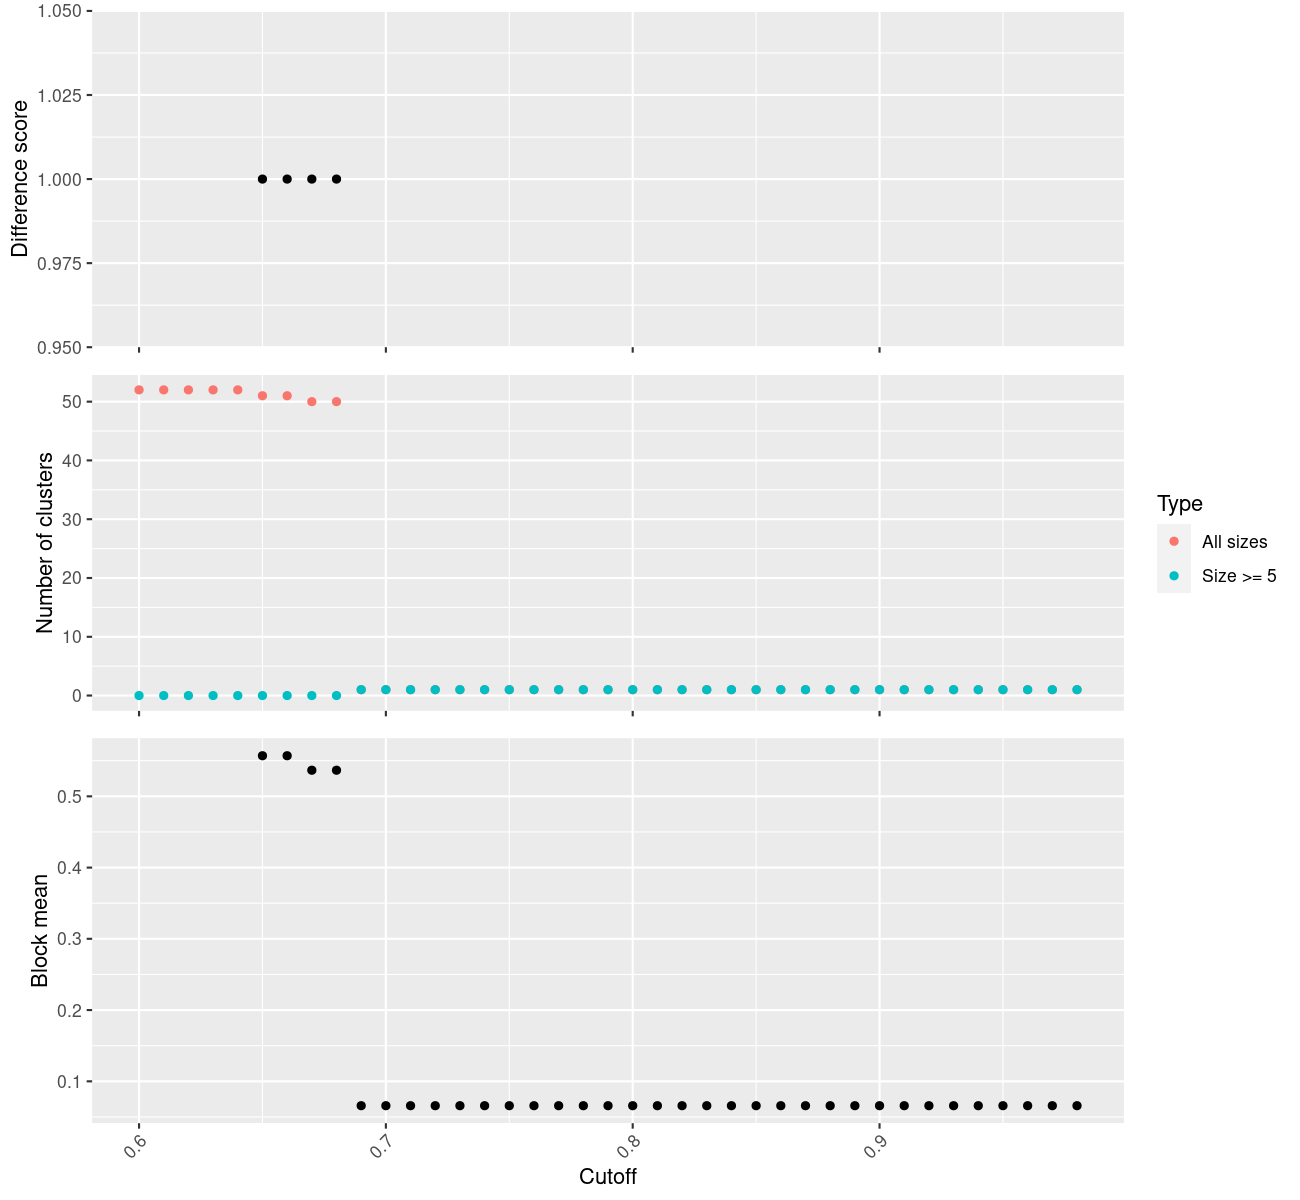 1.050
1.025
1.000
0.975
0.950
Difference score
50
40
30
20
10
0
Number of clusters
Type
All sizes
Size >= 5
0.5
0.4
0.3
0.2
0.1
Block mean
0.6
0.7
0.8
0.9
Cutoff